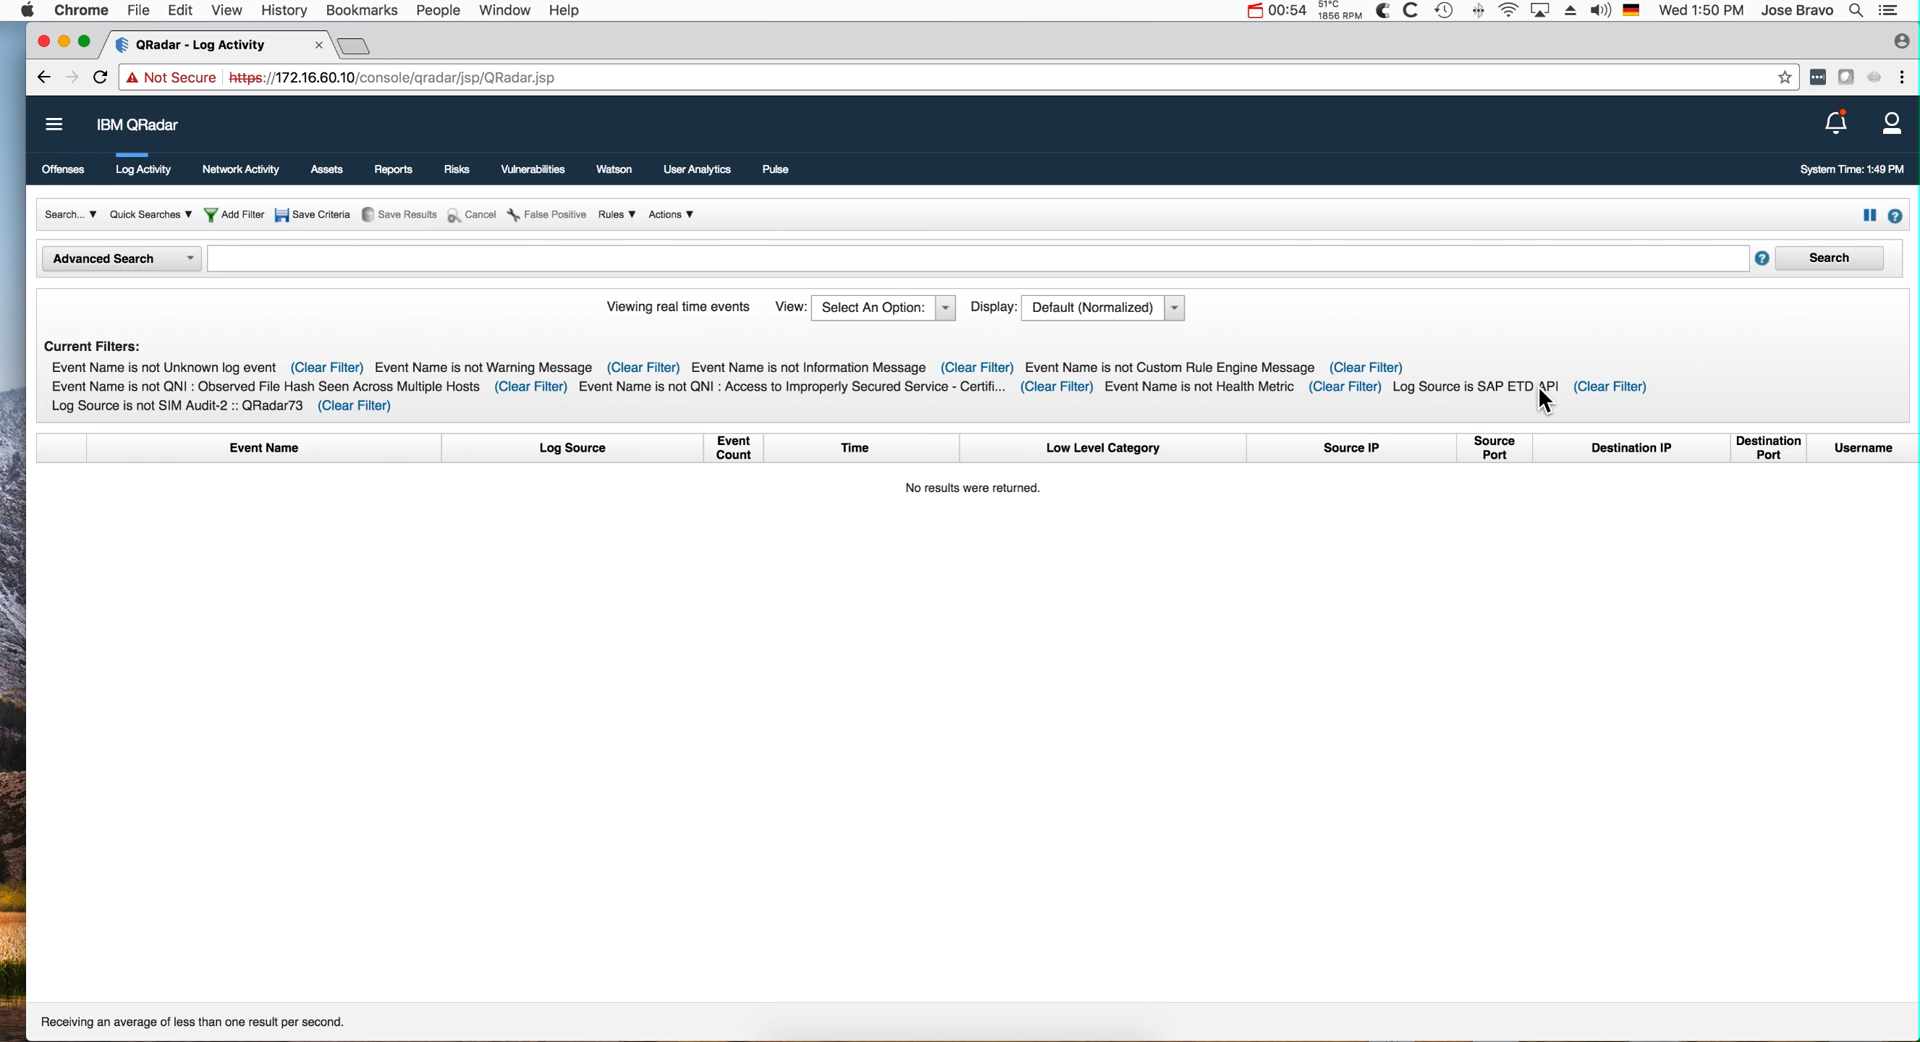 Chrome File Edit View History Bookmarks People Window Help 00:54 51°C 1856 RPM Wed 1:50 PM Jose Bravo
QRadar - Log Activity
Not Secure https://172.16.60.10/console/qradar/jsp/QRadar.jsp
IBM QRadar
Offenses Log Activity Network Activity Assets Reports Risks Vulnerabilities Watson User Analytics Pulse System Time: 1:49 PM
Search... Quick Searches Add Filter Save Criteria Save Results Cancel False Positive Rules Actions
Advanced Search Search
Viewing real time events View: Select An Option: Display: Default (Normalized)
Current Filters:
Event Name is not Unknown log event (Clear Filter) Event Name is not Warning Message (Clear Filter) Event Name is not Information Message (Clear Filter) Event Name is not Custom Rule Engine Message (Clear Filter)
Event Name is not QNI : Observed File Hash Seen Across Multiple Hosts (Clear Filter) Event Name is not QNI : Access to Improperly Secured Service - Certifi... (Clear Filter) Event Name is not Health Metric (Clear Filter) Log Source is SAP ETD API (Clear Filter)
Log Source is not SIM Audit-2 :: QRadar73 (Clear Filter)
Event Name Log Source Event Count Time Low Level Category Source IP Source Port Destination IP Destination Port Username
No results were returned.
Receiving an average of less than one result per second.